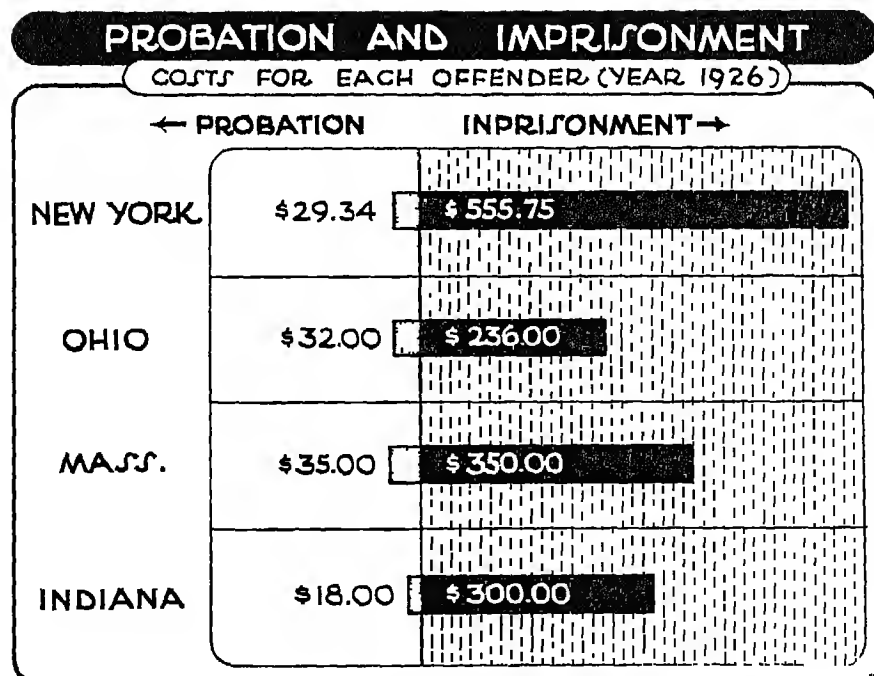 PROBATION AND IMPRISONMENT
COSTS FOR EACH OFFENDER (YEAR 1926)
← PROBATION INPRISONMENT →
NEW YORK $29.34 $555.75
OHIO $32.00 $236.00
MASS. $35.00 $350.00
INDIANA $18.00 $300.00